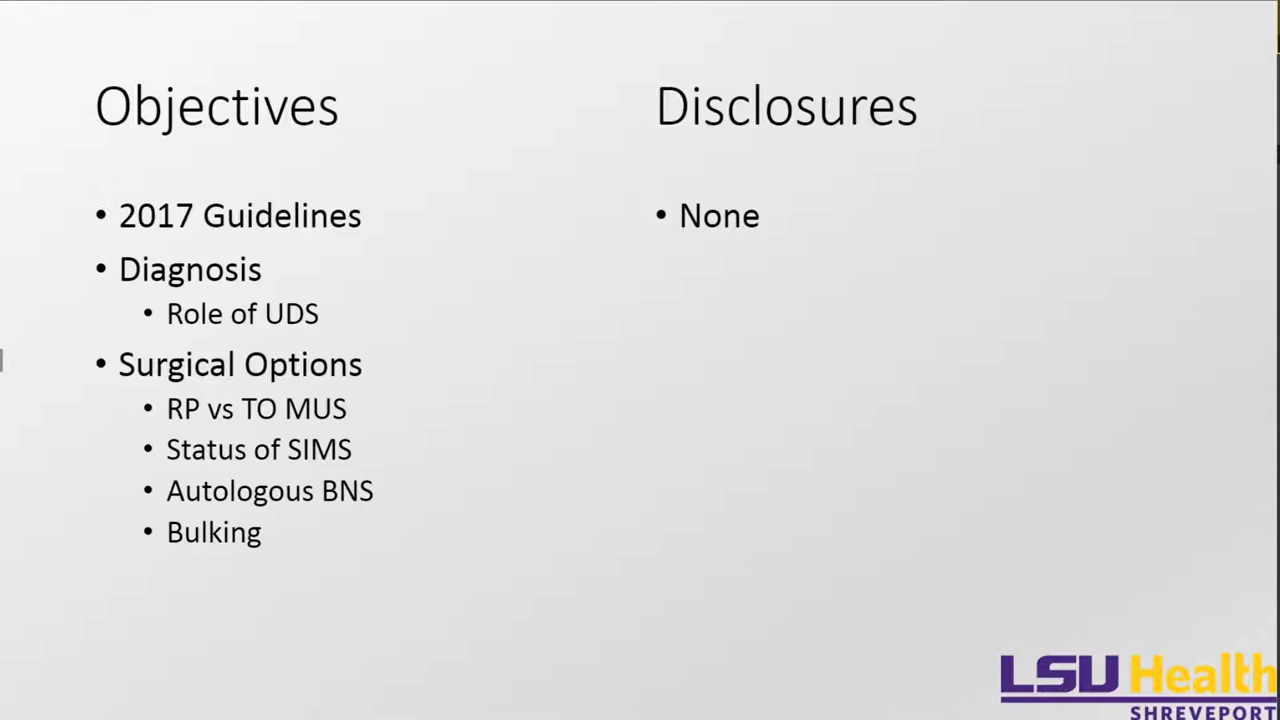 Objectives
• 2017 Guidelines
• Diagnosis
• Role of UDS
• Surgical Options
• RP vs TO MUS
• Status of SIMS
• Autologous BNS
• Bulking
Disclosures
• None
LSU Health
SHREVEPORT